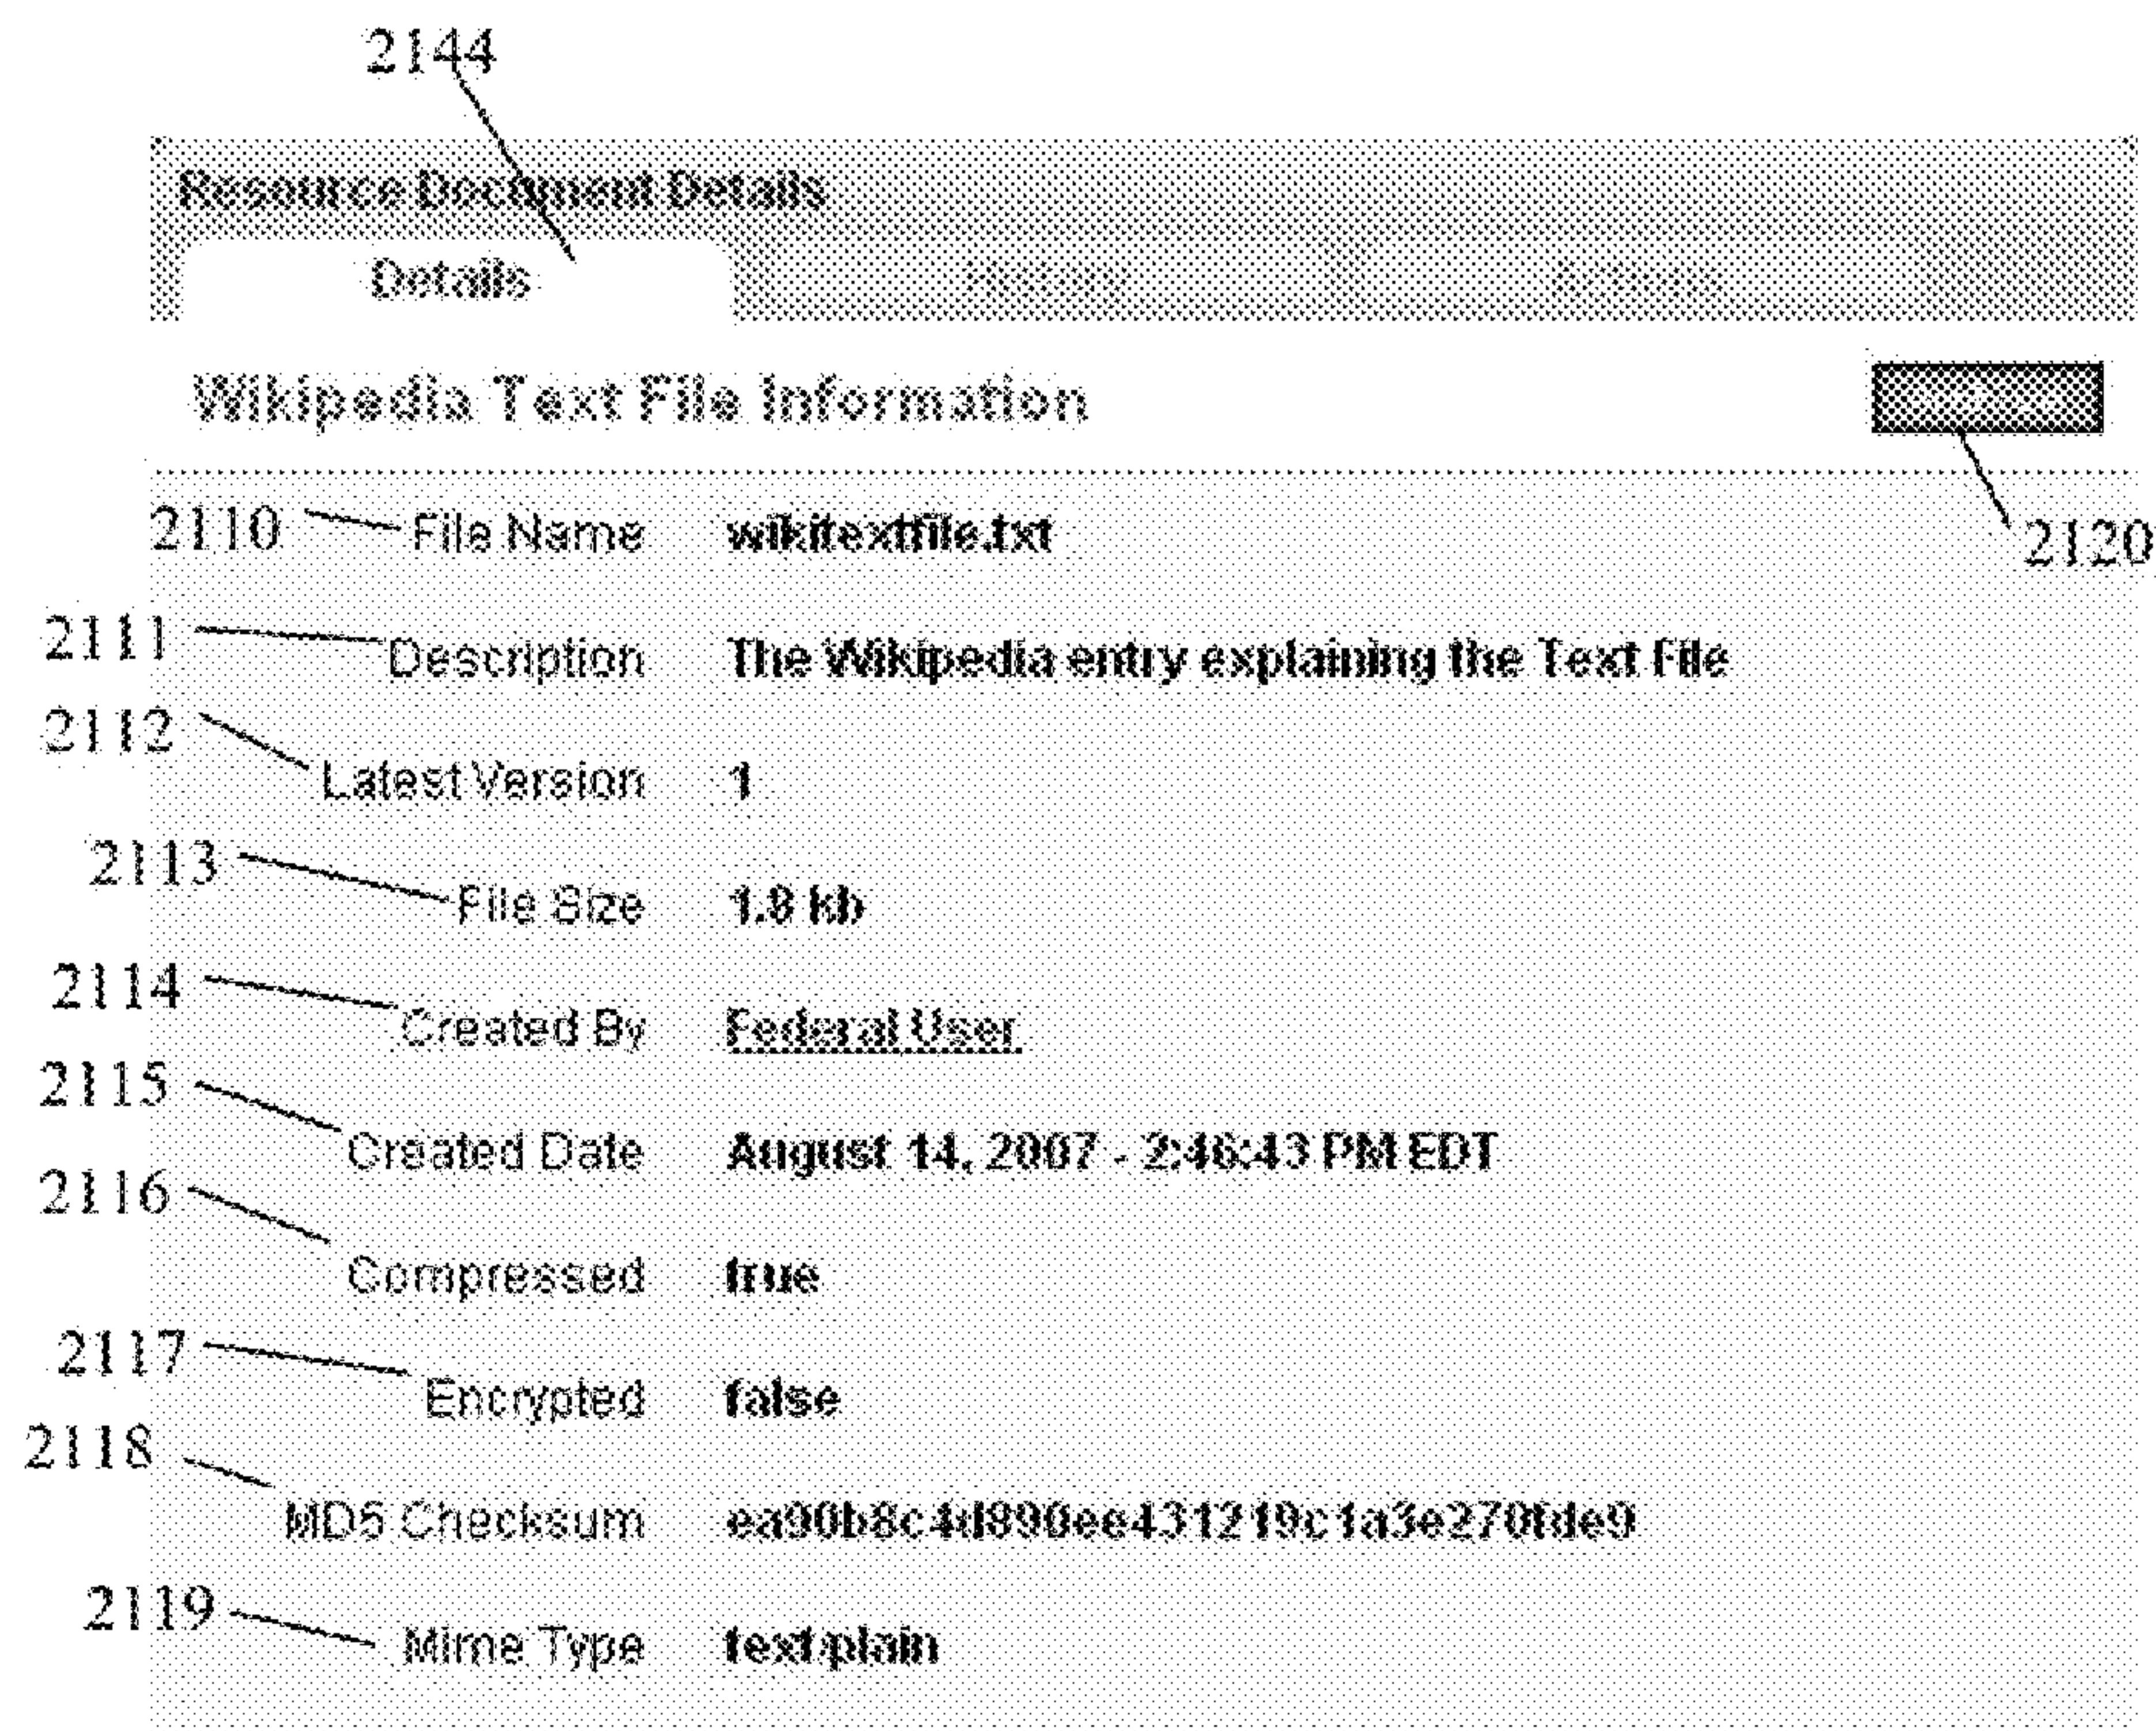 2144
Resource Document Details
Details History Actions
Wikipedia Text File Information
2120
2110 File Name wikitextfile.txt
2111 Description The Wikipedia entry explaining the Text File
2112 Latest Version 1
2113 File Size kb
2114 Created By Federal User
2115 Created Date August 14, 2007 - 2:46:43 PM EDT
2116 Compressed true
2117 Encrypted false
2118 MD5 Checksum ea90b8c4d890ee431219c1a3e270fde9
2119 Mime Type text/plain